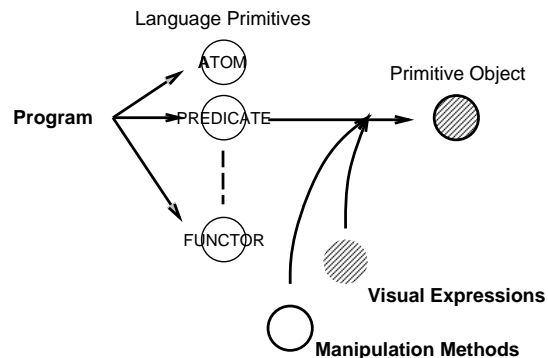 Language Primitives
ATOM
Primitive Object
Program
PREDICATE
FUNCTOR
Visual Expressions
Manipulation Methods